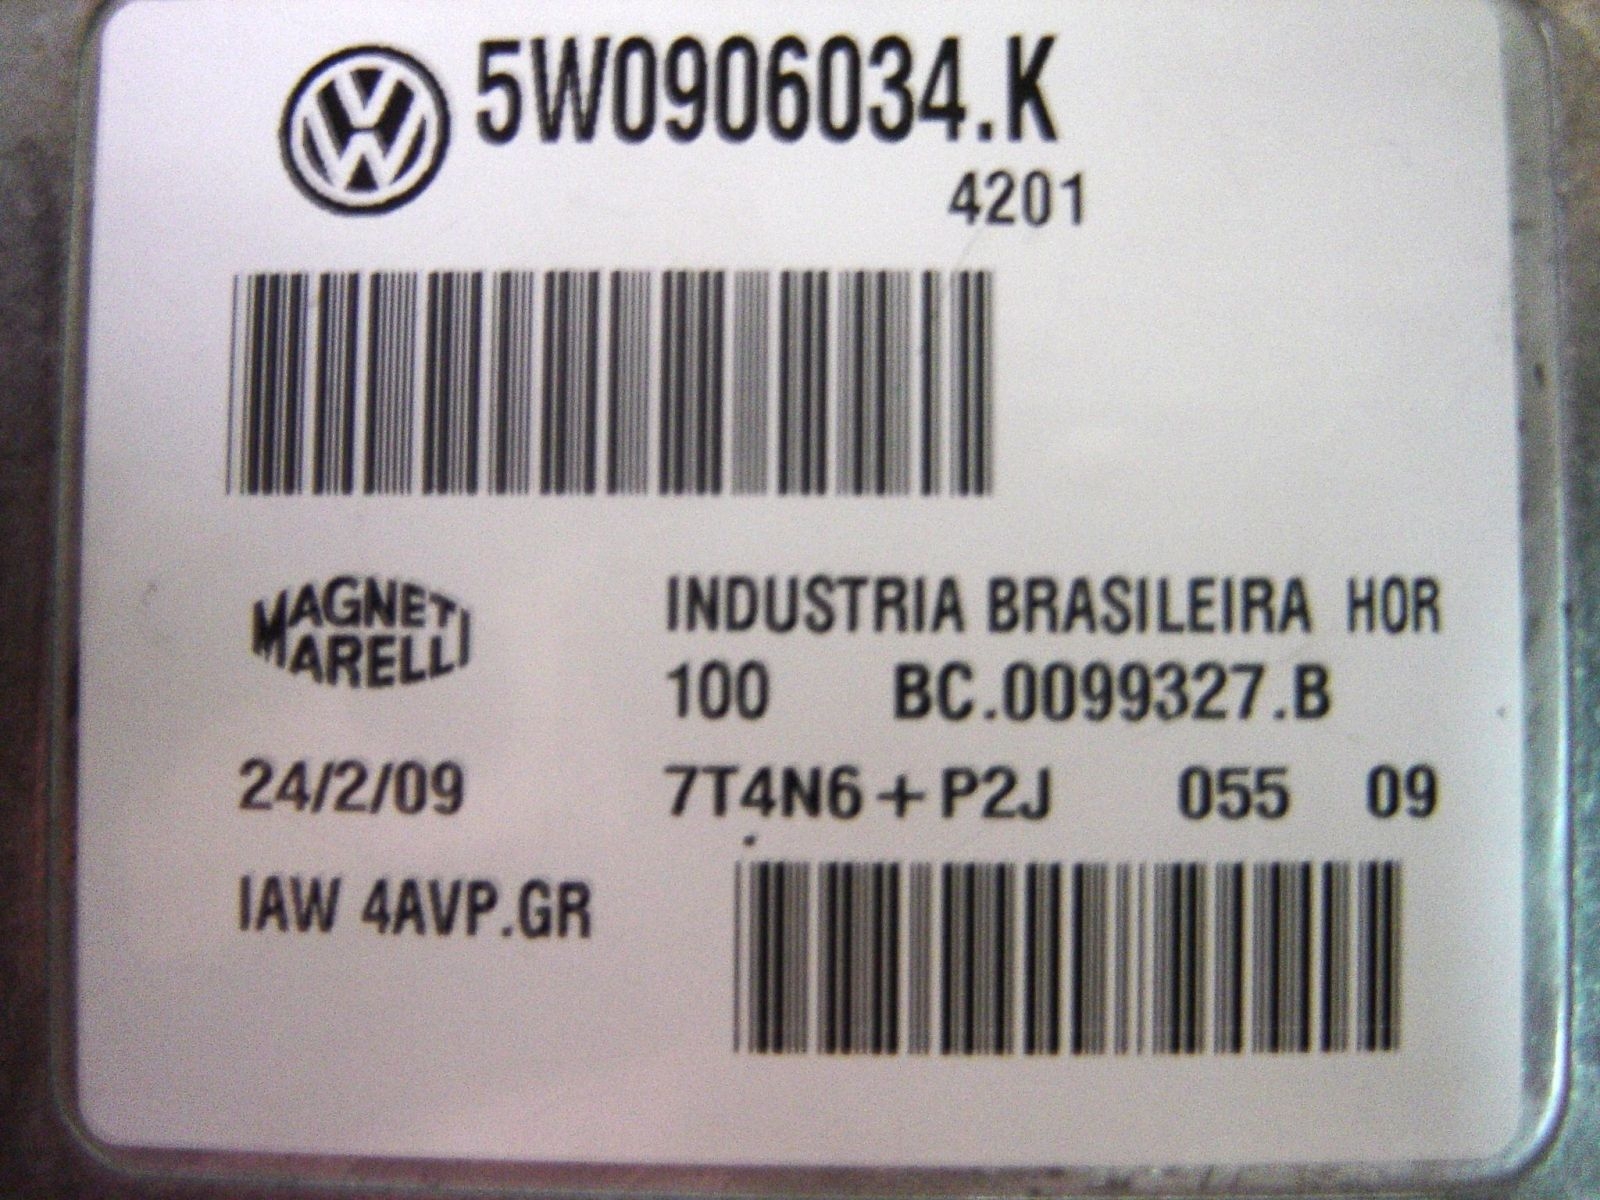 5W0906034.K
4201
MAGNETI MARELLI
INDUSTRIA BRASILEIRA HOR
100 BC.0099327.B
24/2/09 7T4N6+P2J 055 09
IAW 4AVP.GR